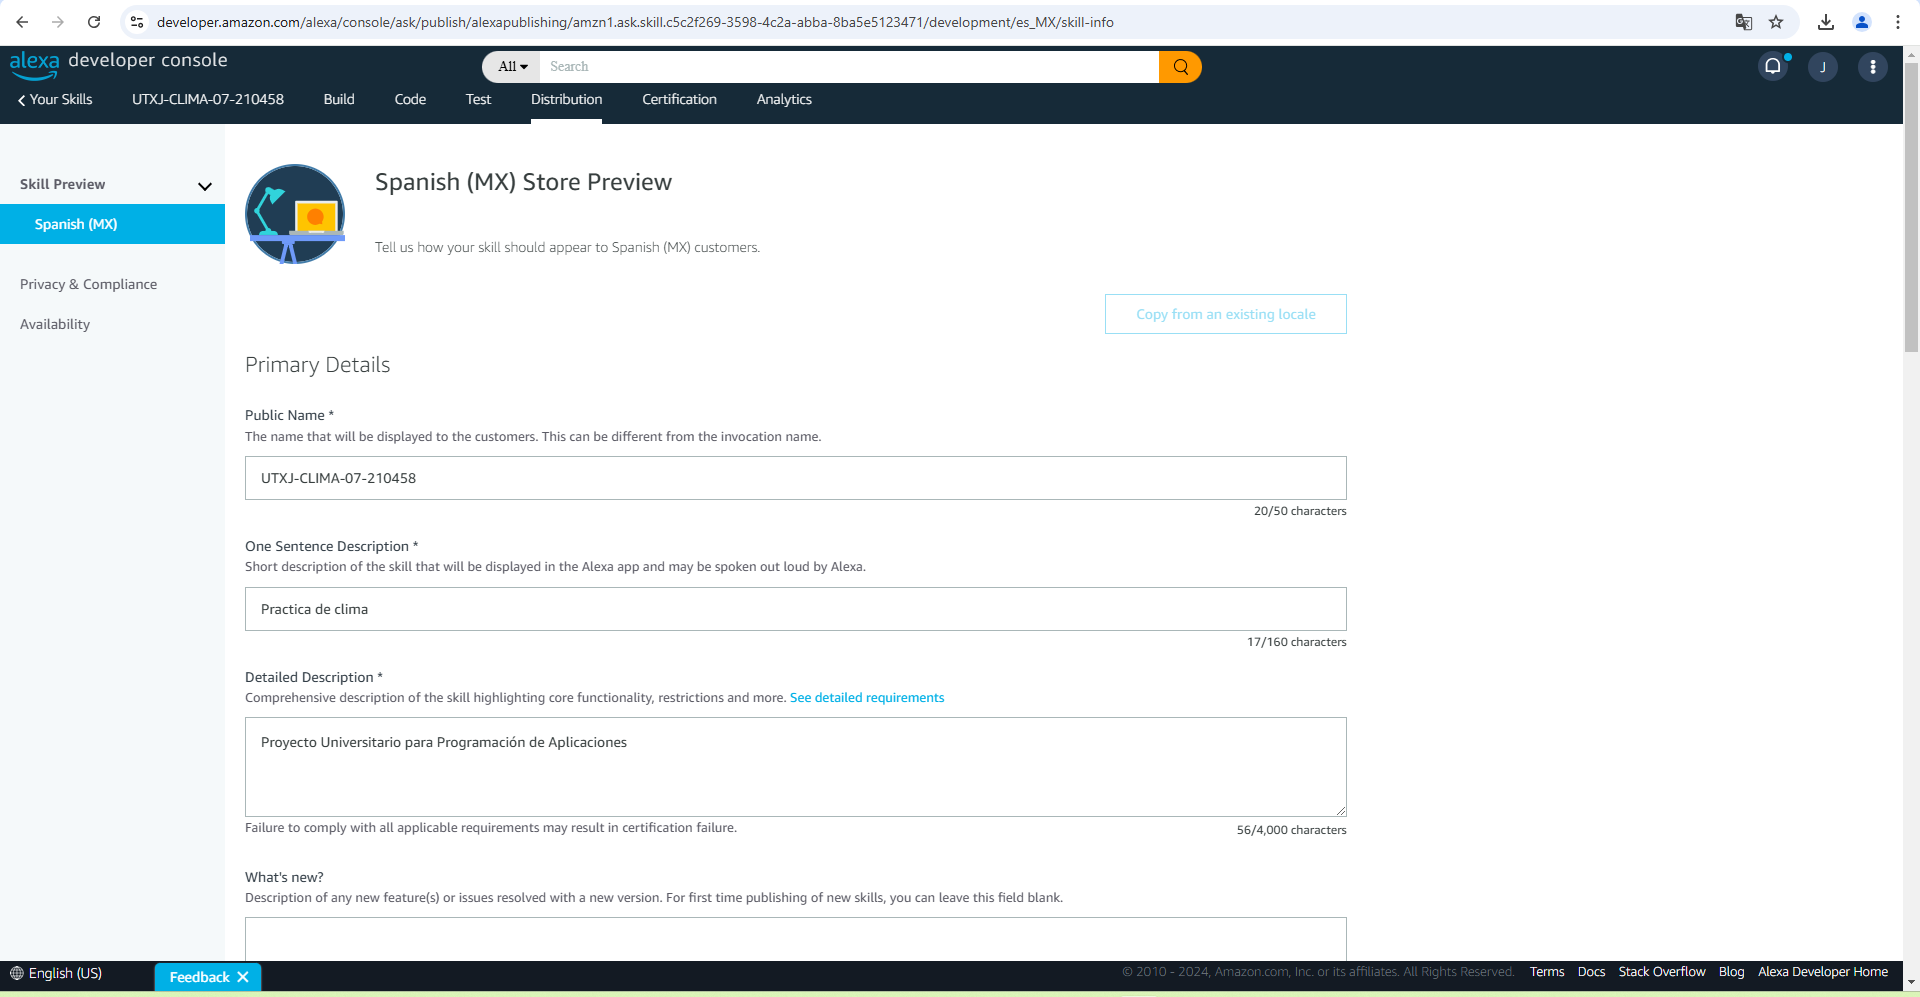 developer.amazon.com/alexa/console/ask/publish/alexapublishing/amzn1.ask.skill.c5c2f269-3598-4c2a-abba-8ba5e5123471/development/es_MX/skill-info
alexa developer console
All
Search
J
Your Skills
UTXJ-CLIMA-07-210458
Build
Code
Test
Distribution
Certification
Analytics
Skill Preview
Spanish (MX)
Privacy & Compliance
Availability
Spanish (MX) Store Preview
Tell us how your skill should appear to Spanish (MX) customers.
Copy from an existing locale
Primary Details
Public Name *
The name that will be displayed to the customers. This can be different from the invocation name.
UTXJ-CLIMA-07-210458
20/50 characters
One Sentence Description *
Short description of the skill that will be displayed in the Alexa app and may be spoken out loud by Alexa.
Practica de clima
17/160 characters
Detailed Description *
Comprehensive description of the skill highlighting core functionality, restrictions and more. See detailed requirements
Proyecto Universitario para Programación de Aplicaciones
Failure to comply with all applicable requirements may result in certification failure.
56/4,000 characters
What's new?
Description of any new feature(s) or issues resolved with a new version. For first time publishing of new skills, you can leave this field blank.
English (US)
Feedback
© 2010 - 2024, Amazon.com, Inc. or its affiliates. All Rights Reserved.
Terms
Docs
Stack Overflow
Blog
Alexa Developer Home